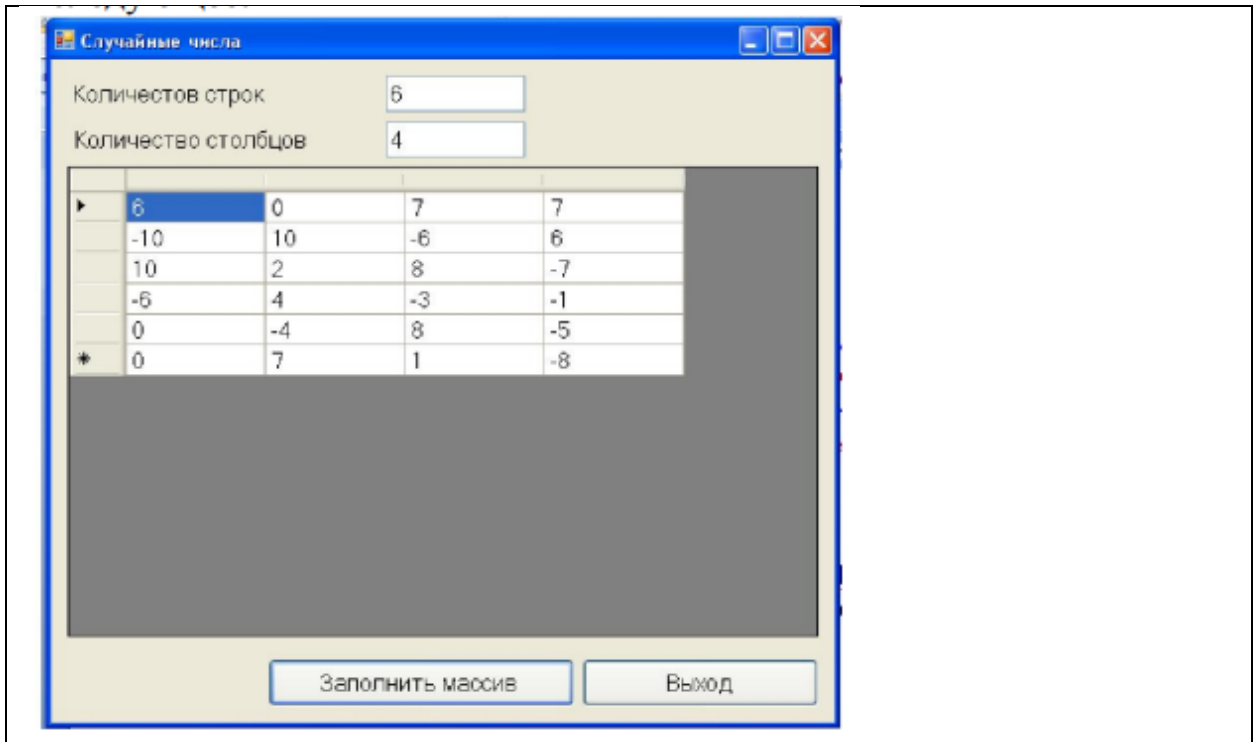 Случайные числа
Количестов строк 6
Количество столбцов 4
6 0 7 7
-10 10 -6 6
10 2 8 -7
-6 4 -3 -1
0 -4 8 -5
0 7 1 -8
Заполнить массив Выход